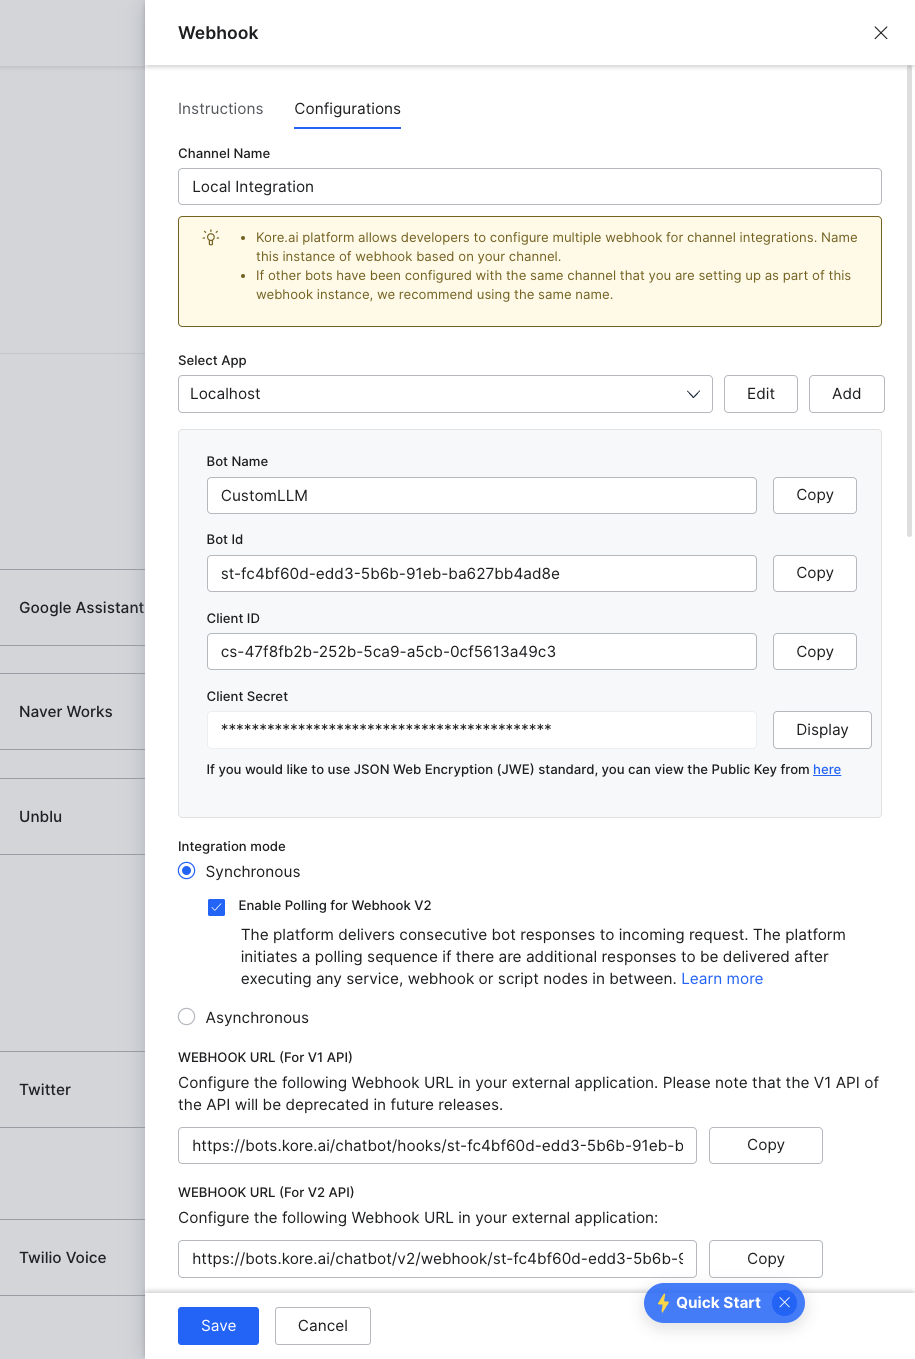 Webhook
Instructions
Configurations
Channel Name
Local Integration
• Kore.ai platform allows developers to configure multiple webhook for channel integrations. Name
this instance of webhook based on your channel.
• If other bots have been configured with the same channel that you are setting up as part of this
webhook instance, we recommend using the same name.
Select App
Localhost
Edit
Add
Bot Name
CustomLLM
Copy
Bot Id
st-fc4bf60d-edd3-5b6b-91eb-ba627bb4ad8e
Copy
Client ID
cs-47f8fb2b-252b-5ca9-a5cb-0cf5613a49c3
Copy
Client Secret
********************************************
Display
If you would like to use JSON Web Encryption (JWE) standard, you can view the Public Key from here
Integration mode
Synchronous
Enable Polling for Webhook V2
The platform delivers consecutive bot responses to incoming request. The platform
initiates a polling sequence if there are additional responses to be delivered after
executing any service, webhook or script nodes in between. Learn more
Asynchronous
WEBHOOK URL (For V1 API)
Configure the following Webhook URL in your external application. Please note that the V1 API of
the API will be deprecated in future releases.
https://bots.kore.ai/chatbot/hooks/st-fc4bf60d-edd3-5b6b-91eb-b
Copy
WEBHOOK URL (For V2 API)
Configure the following Webhook URL in your external application:
https://bots.kore.ai/chatbot/v2/webhook/st-fc4bf60d-edd3-5b6b-9
Copy
Quick Start
Save
Cancel
Google Assistant
Naver Works
Unblu
Twitter
Twilio Voice